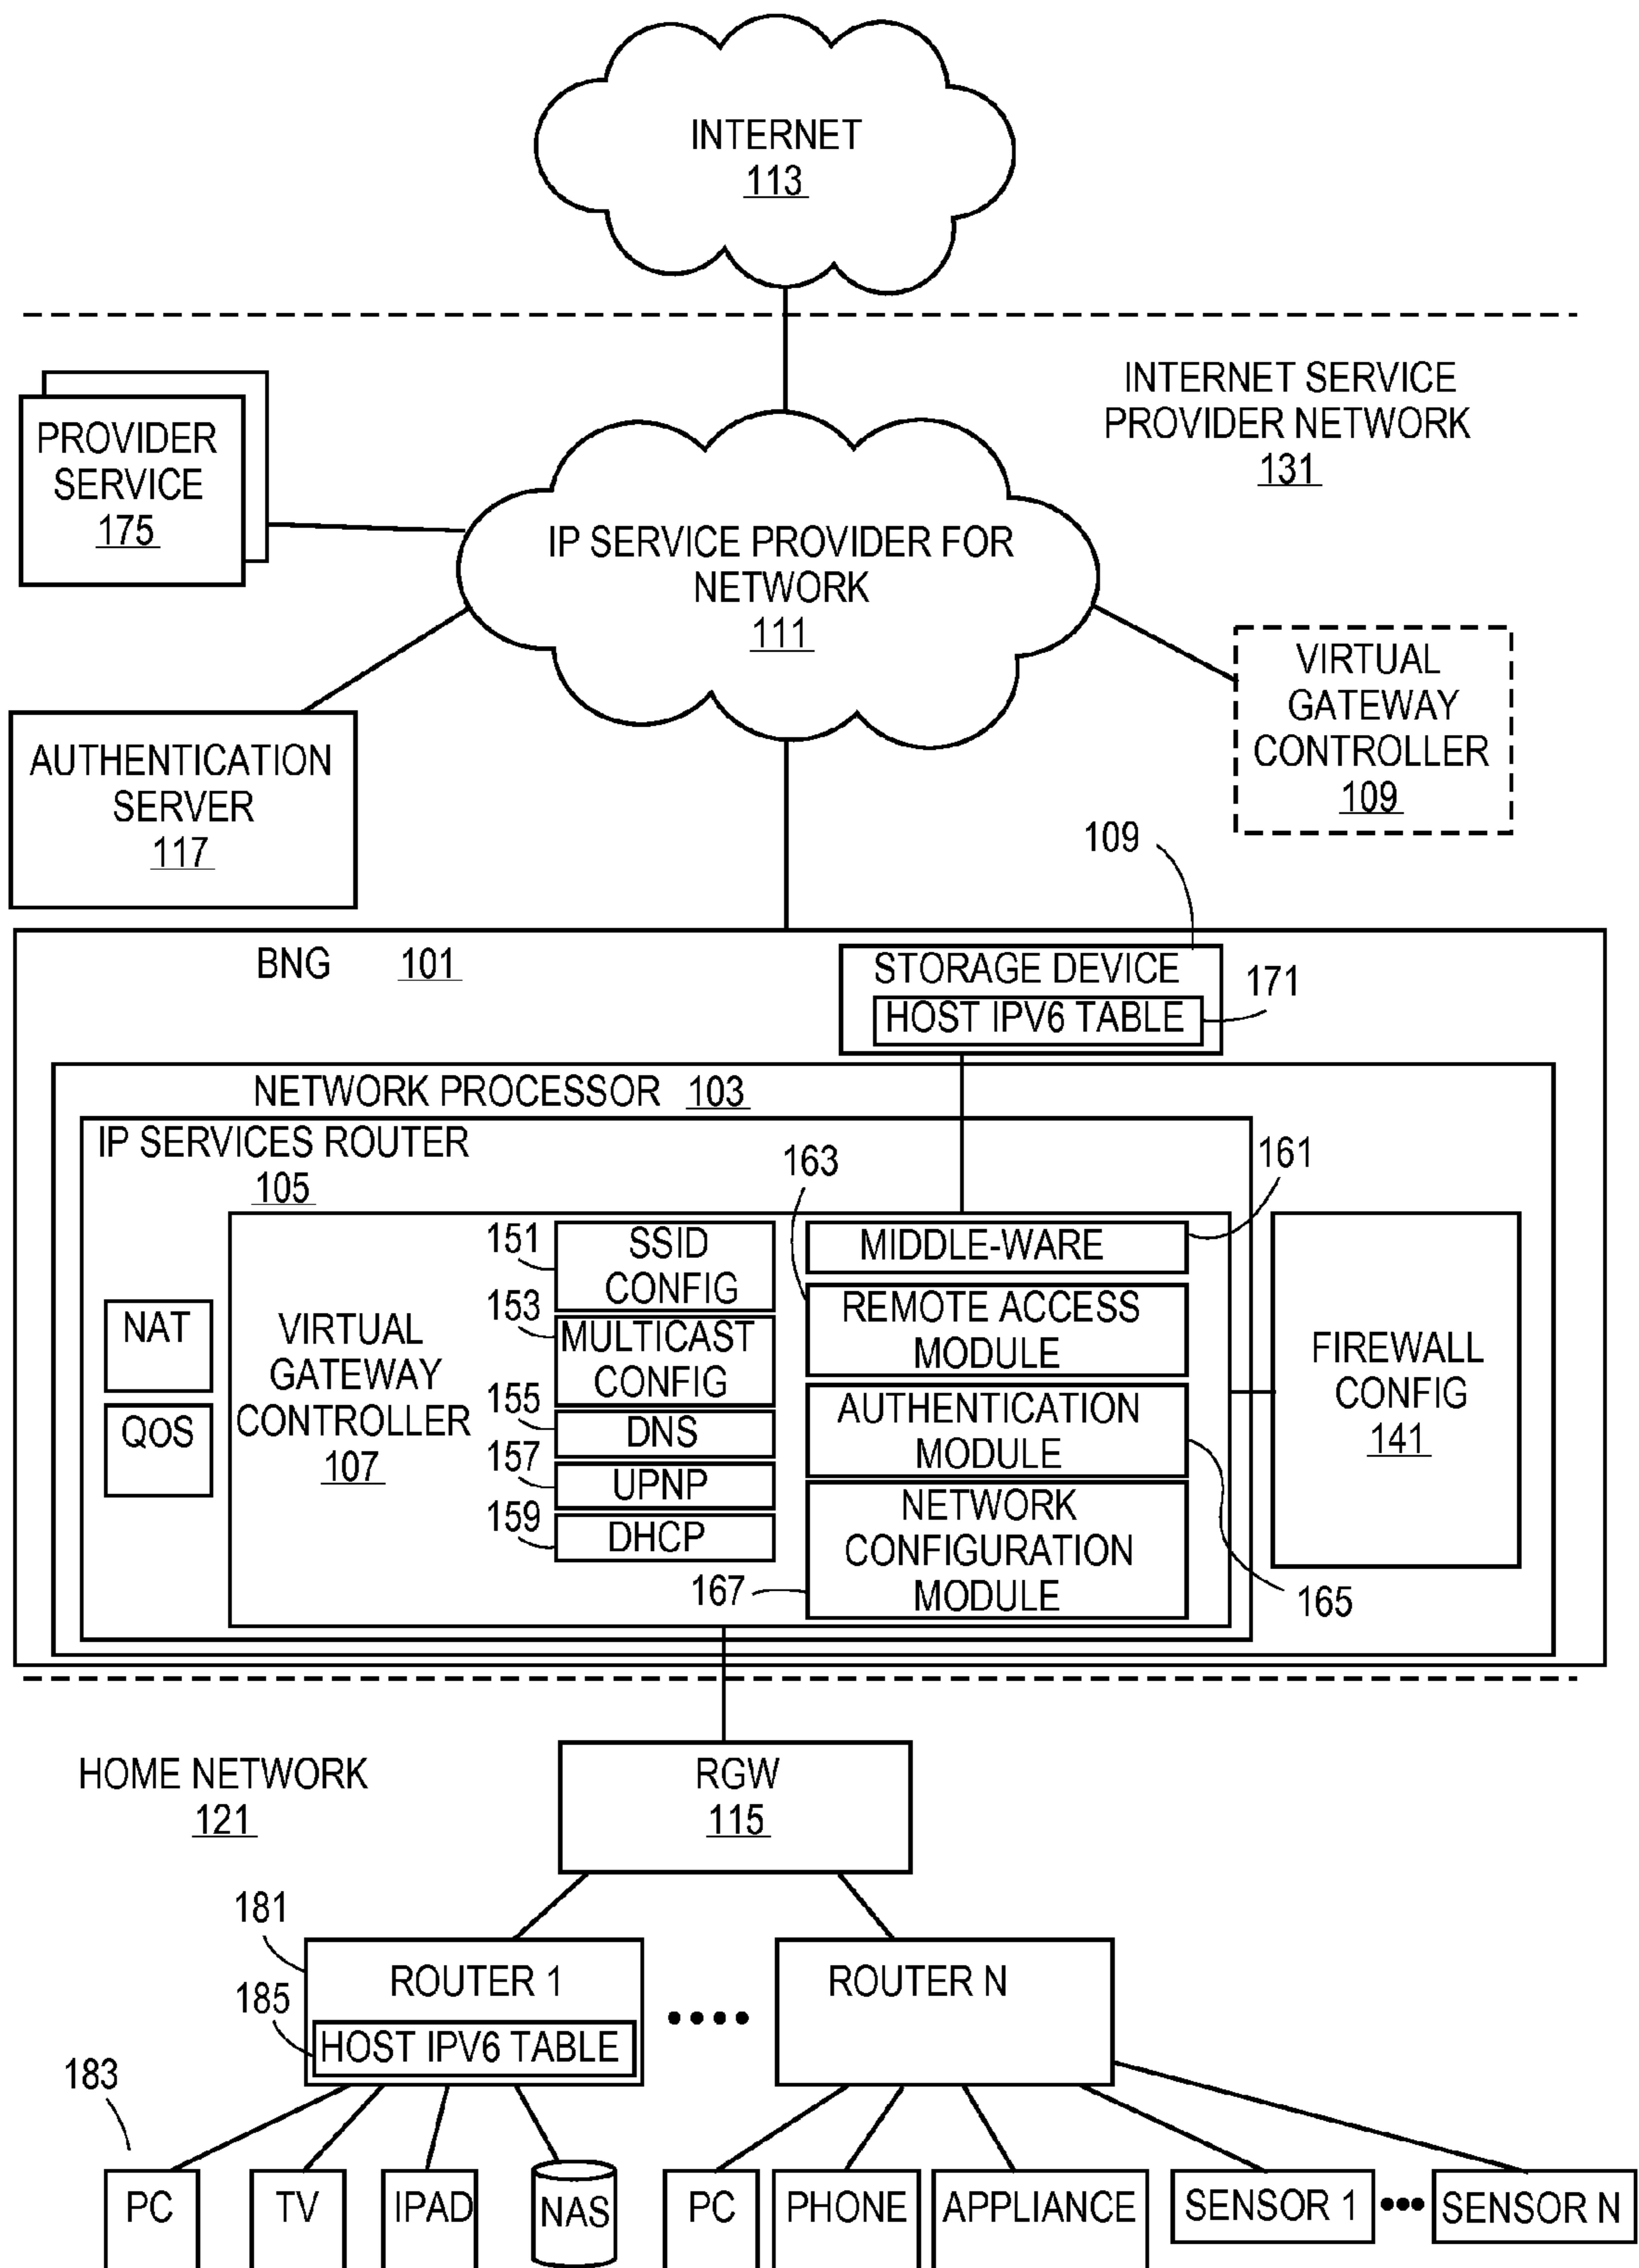 INTERNET
113
INTERNET SERVICE
PROVIDER NETWORK
131
PROVIDER
SERVICE
175
IP SERVICE PROVIDER FOR
NETWORK
111
VIRTUAL
GATEWAY
CONTROLLER
109
AUTHENTICATION
SERVER
117
109
BNG 101
STORAGE DEVICE
HOST IPV6 TABLE
171
NETWORK PROCESSOR 103
IP SERVICES ROUTER
105
163
161
NAT
QOS
VIRTUAL
GATEWAY
CONTROLLER
107
151
SSID
CONFIG
153
MULTICAST
CONFIG
155
DNS
157
UPNP
159
DHCP
MIDDLE-WARE
REMOTE ACCESS
MODULE
AUTHENTICATION
MODULE
NETWORK
CONFIGURATION
MODULE
167
165
FIREWALL
CONFIG
141
HOME NETWORK
121
RGW
115
181
ROUTER 1
185
HOST IPV6 TABLE
ROUTER N
183
PC
TV
IPAD
NAS
PC
PHONE
APPLIANCE
SENSOR 1
SENSOR N